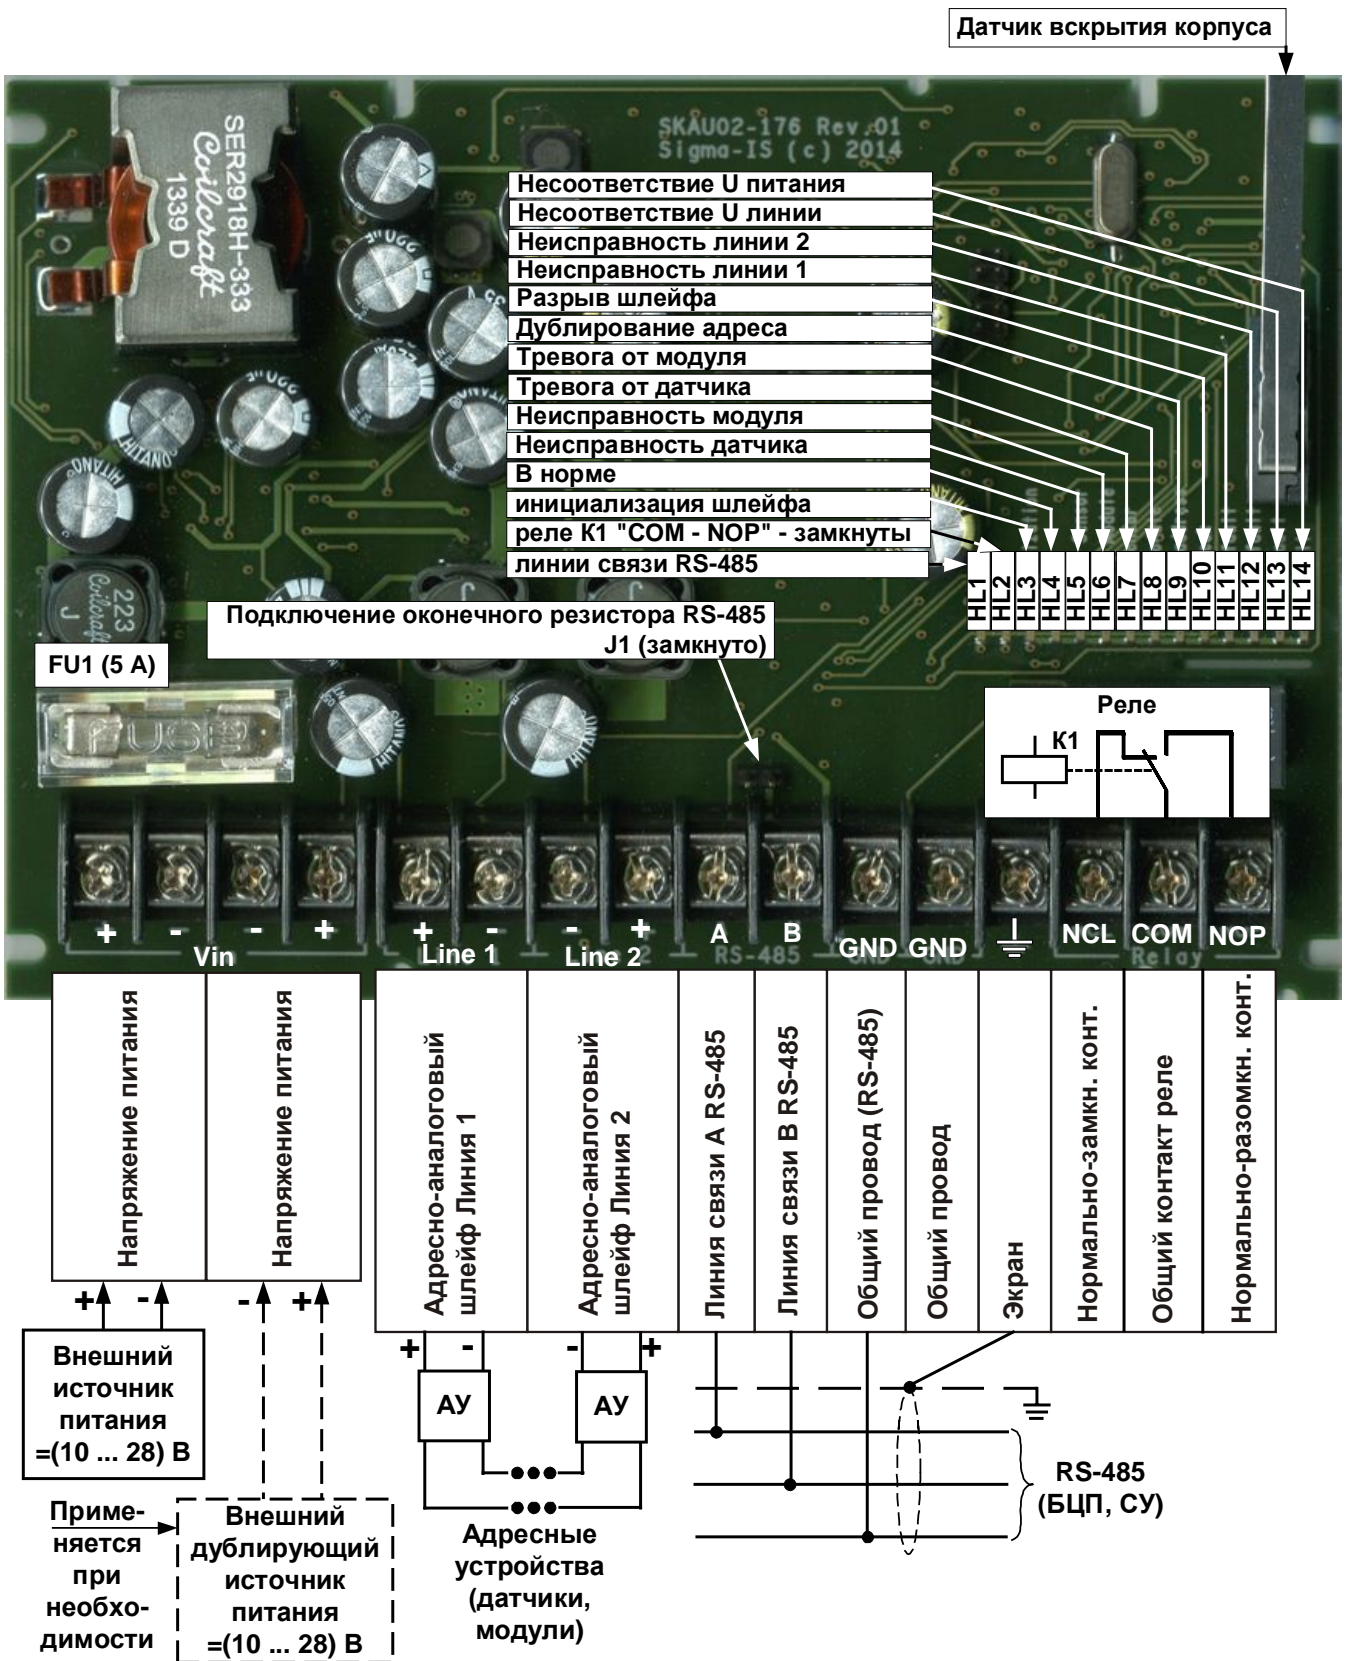 Датчик вскрытия корпуса
SKAU02-176 Rev.01
Sigma-IS (c) 2014
SER2918H-333
Coilcraft
1339 D
Несоответствие U питания
Несоответствие U линии
Неисправность линии 2
Неисправность линии 1
Разрыв шлейфа
Дублирование адреса
Тревога от модуля
Тревога от датчика
Неисправность модуля
Неисправность датчика
В норме
инициализация шлейфа
реле К1 "COM - NOP" - замкнуты
линии связи RS-485
HL1
HL2
HL3
HL4
HL5
HL6
HL7
HL8
HL9
HL10
HL11
HL12
HL13
HL14
HITANO
HITANO
223
Coilcraft
J
Подключение оконечного резистора RS-485
J1 (замкнуто)
FU1 (5 А)
Реле
К1
+ - - + + - - + A B GND GND NCL COM NOP
Vin Line 1 Line 2 RS-485 GND GND Relay
Напряжение питания
Напряжение питания
Адресно-аналоговый
шлейф Линия 1
Адресно-аналоговый
шлейф Линия 2
Линия связи А RS-485
Линия связи В RS-485
Общий провод (RS-485)
Общий провод
Экран
Нормально-замкн. конт.
Общий контакт реле
Нормально-разомкн. конт.
+ - - + + - - +
Внешний
источник
питания
=(10 ... 28) В
АУ АУ
RS-485
(БЦП, СУ)
Приме-
няется
при
необхо-
димости
Внешний
дублирующий
источник
питания
=(10 ... 28) В
Адресные
устройства
(датчики,
модули)